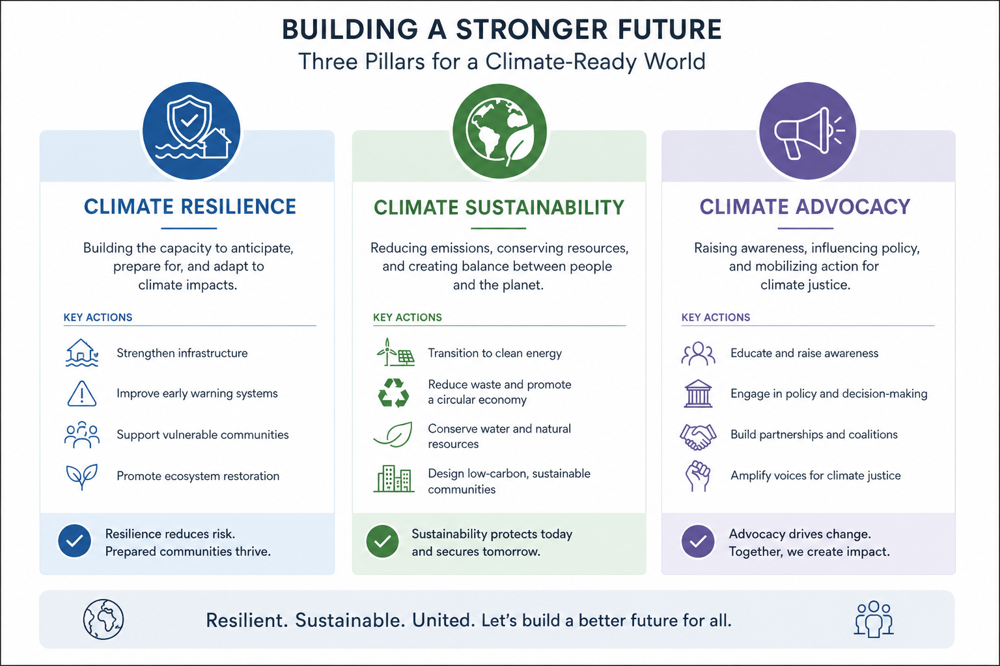 BUILDING A STRONGER FUTURE
Three Pillars for a Climate-Ready World
CLIMATE RESILIENCE
Building the capacity to anticipate,
prepare for, and adapt to
climate impacts.
KEY ACTIONS
Strengthen infrastructure
Improve early warning systems
Support vulnerable communities
Promote ecosystem restoration
Resilience reduces risk.
Prepared communities thrive.
CLIMATE SUSTAINABILITY
Reducing emissions, conserving resources,
and creating balance between people
and the planet.
KEY ACTIONS
Transition to clean energy
Reduce waste and promote
a circular economy
Conserve water and natural
resources
Design low-carbon, sustainable
communities
Sustainability protects today
and secures tomorrow.
CLIMATE ADVOCACY
Raising awareness, influencing policy,
and mobilizing action for
climate justice.
KEY ACTIONS
Educate and raise awareness
Engage in policy and decision-making
Build partnerships and coalitions
Amplify voices for climate justice
Advocacy drives change.
Together, we create impact.
Resilient. Sustainable. United. Let's build a better future for all.